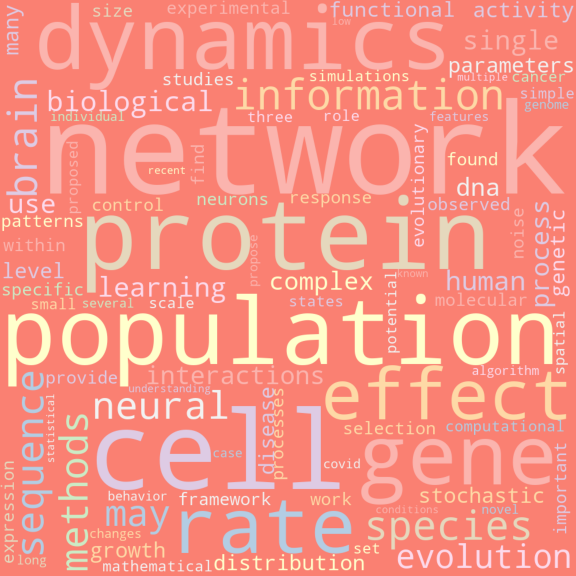 many
size
experimental
functional activity
low
dynamics
single
parameters
studies
simulations
multiple
cancer
brain
biological
information
simple
individual
three
role
features
genome
network
proposed
find
recent
evolutionary
found
dna
use
control
neurons
response
observed
noise
process
genetic
patterns
protein
within
level
learning
complex
propose
known
human
specific
small
several
scale
states
potential
molecular
spatial
population
provide
interactions
algorithm
understanding
effect
sequence
statistical
methods
neural
cell
disease
processes
selection
computational
gene
case
covid
important
expression
behavior
framework
work
stochastic
conditions
novel
may
rate
species
changes
growth
set
long
mathematical
distribution
evolution